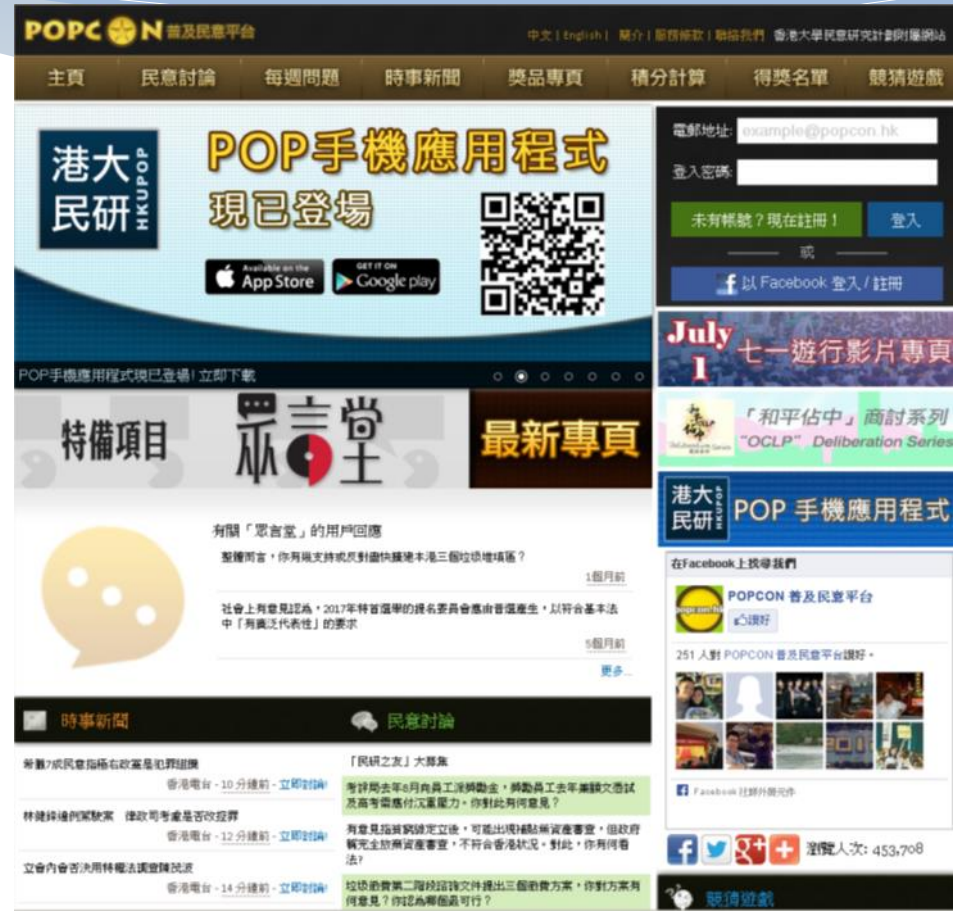 POPCON 普及民意平台
中文 | English | 簡介 | 服務條款 | 聯絡我們 香港大學民意研究計劃附屬網站
主頁 民意討論 每週問題 時事新聞 獎品專頁 積分計算 得獎名單 競猜遊戲
港大民研 HKUPOP
POP手機應用程式
現已登場
Available on the App Store
GET IT ON Google play
POP手機應用程式現已登場! 立即下載
電郵地址: example@popcon.hk
登入密碼:
未有帳號？現在註冊！ 登入
或
以 Facebook 登入 / 註冊
July 1 七一遊行影片專頁
「和平佔中」商討系列
"OCLP" Deliberation Series
港大民研 HKUPOP POP 手機應用程式
特備項目 眾言堂 最新專頁
有關「眾言堂」的用戶回應
整體而言，你有幾支持或反對盡快擴建本港三個垃圾堆填區？
1個月前
社會上有意見認為，2017年特首選舉的提名委員會應由普選產生，以符合基本法
中「有廣泛代表性」的要求
5個月前
更多...
在Facebook上找尋我們
POPCON 普及民意平台
讚好
251 人對 POPCON 普及民意平台讚好。
Facebook 社群外掛元件
瀏覽人次: 453,708
競猜遊戲
時事新聞
希臘7成民意指極右政黨是犯罪組織
香港電台 - 10 分鐘前 - 立即討論!
林健鋒違例駕駛案 律政司考慮是否改控罪
香港電台 - 12 分鐘前 - 立即討論!
立會內會否決用特權法調查陳茂波
香港電台 - 14 分鐘前 - 立即討論!
民意討論
「民研之友」大募集
考評局去年8月向員工派獎勵金，獎勵員工去年兼顧文憑試
及高考需應付沉重壓力。你對此有何意見？
有意見指貧窮線定立後，可能出現補貼無資產審查，但政府
稱完全放棄資產審查，不符合香港狀況。對此，你有何看
法?
垃圾徵費第二階段諮詢文件提出三個徵費方案，你對方案有
何意見？你認為哪個最可行？